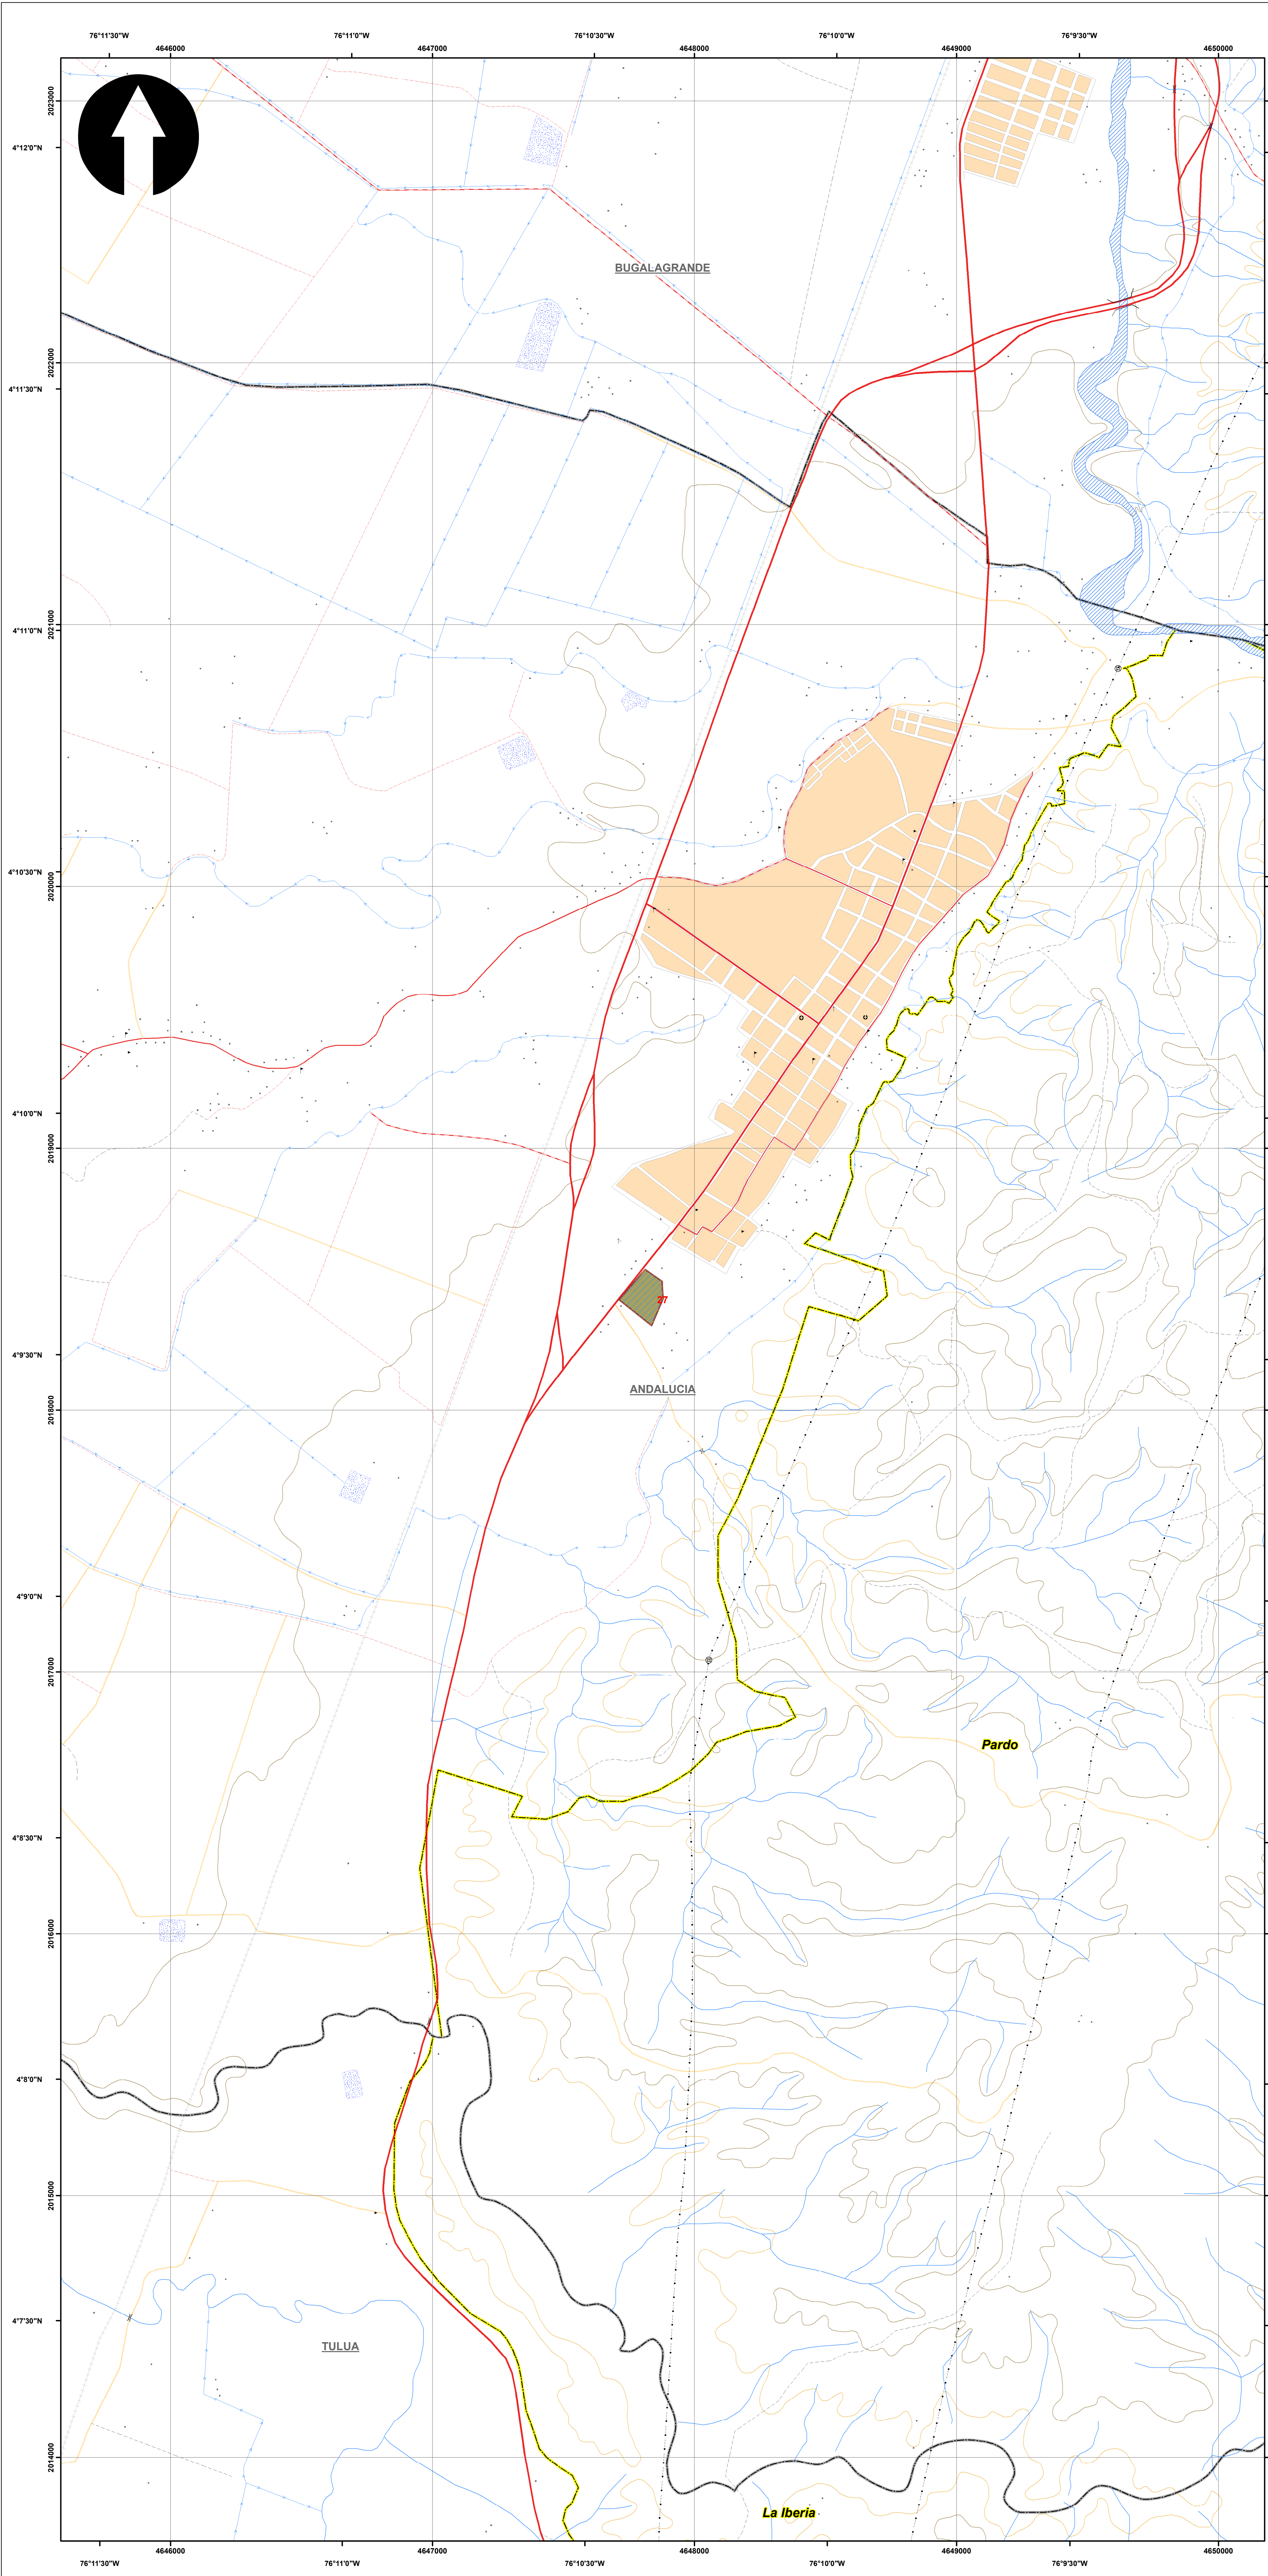 76°11'30"W 76°11'0"W 76°10'30"W 76°10'0"W 76°9'30"W
4646000 4647000 4648000 4649000 4650000
2023000
4°12'0"N
BUGALAGRANDE
2022000
4°11'30"N
2021000
4°11'0"N
4°10'30"N
2020000
4°10'0"N
2019000
27
4°9'30"N
ANDALUCIA
2018000
4°9'0"N
2017000
Pardo
4°8'30"N
2016000
4°8'0"N
2015000
4°7'30"N
TULUA
2014000
La Iberia
4646000 4647000 4648000 4649000 4650000
76°11'30"W 76°11'0"W 76°10'30"W 76°10'0"W 76°9'30"W